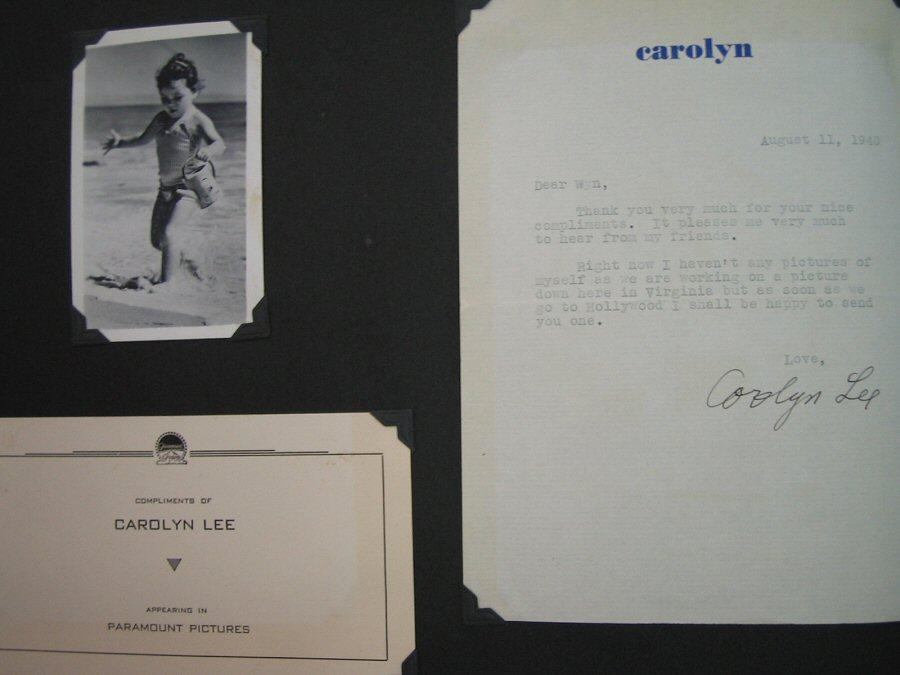 carolyn
August 11, 1940
Dear Wyn,
Thank you very much for your nice
compliments. It pleases me very much
to hear from my friends.
Right now I haven't any pictures of
myself as we are working on a picture
down here in Virginia but as soon as we
go to Hollywood I shall be happy to send
you one.
Love,
Carolyn Lee
COMPLIMENTS OF
CAROLYN LEE
APPEARING IN
PARAMOUNT PICTURES